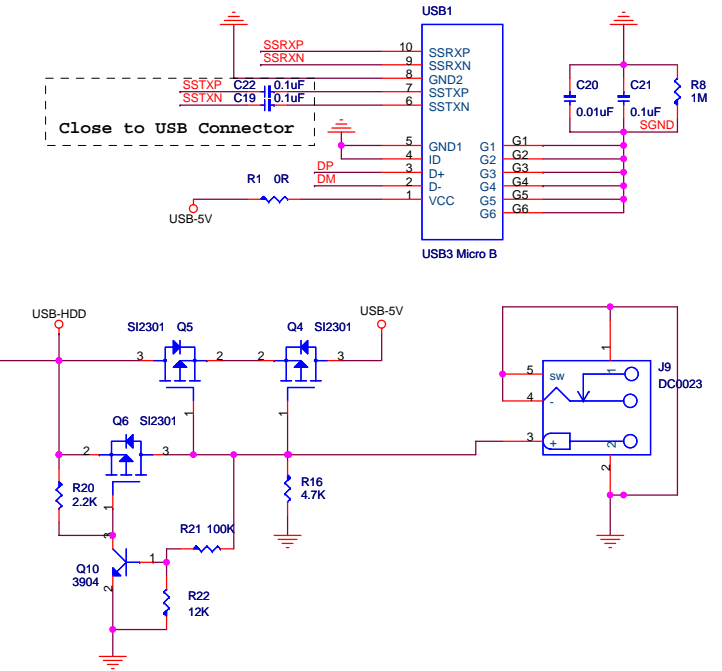 USB1
SSRXP 10 SSRXP
SSRXN 9 SSRXN
8 GND2
SSTXP C22 0.1uF 7 SSTXP
SSTXN C19 0.1uF 6 SSTXN
Close to USB Connector
5 GND1 G1 G1
4 ID G2 G2
DP 3 D+ G3 G3
DM 2 D- G4 G4
R1 0R 1 VCC G5 G5
G6 G6
USB-5V
USB3 Micro B
C20 C21 R8
0.01uF 0.1uF 1M
SGND
USB-HDD USB-5V
SI2301 Q5 Q4 SI2301
3 2 2 3
1 1
Q6 SI2301
2 3
1
R20
2.2K
R16
4.7K
R21 100K
3
1
Q10
3904
2
R22
12K
1
J9
DC0023
5 SW 1
4 -
3 + 2
2